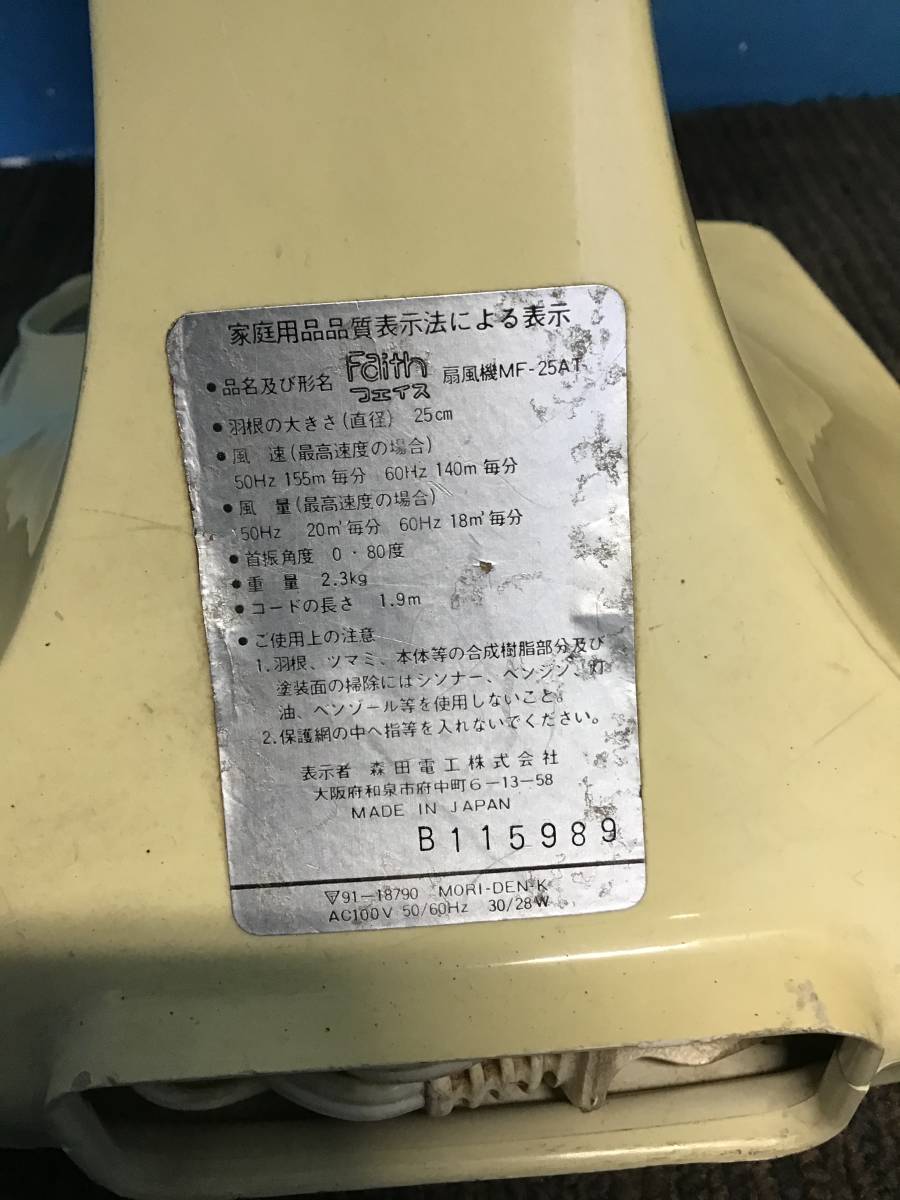 家庭用品品質表示法による表示
●品名及び形名 Faith フェイス 扇風機MF-25AT
●羽根の大きさ(直径) 25cm
●風 速(最高速度の場合)
50Hz 155m毎分 60Hz 140m毎分
●風 量(最高速度の場合)
50Hz 20㎥毎分 60Hz 18㎥毎分
●首振角度 0・80度
●重 量 2.3kg
●コードの長さ 1.9m
●ご使用上の注意
1.羽根、ツマミ、本体等の合成樹脂部分及び
塗装面の掃除にはシンナー、ベンジン、灯
油、ベンゾール等を使用しないこと。
2.保護網の中へ指等を入れないでください。
表示者 森田電工株式会社
大阪府和泉市府中町6-13-58
MADE IN JAPAN
B115989
▽91-18790 MORI-DEN-K
AC100V 50/60Hz 30/28W